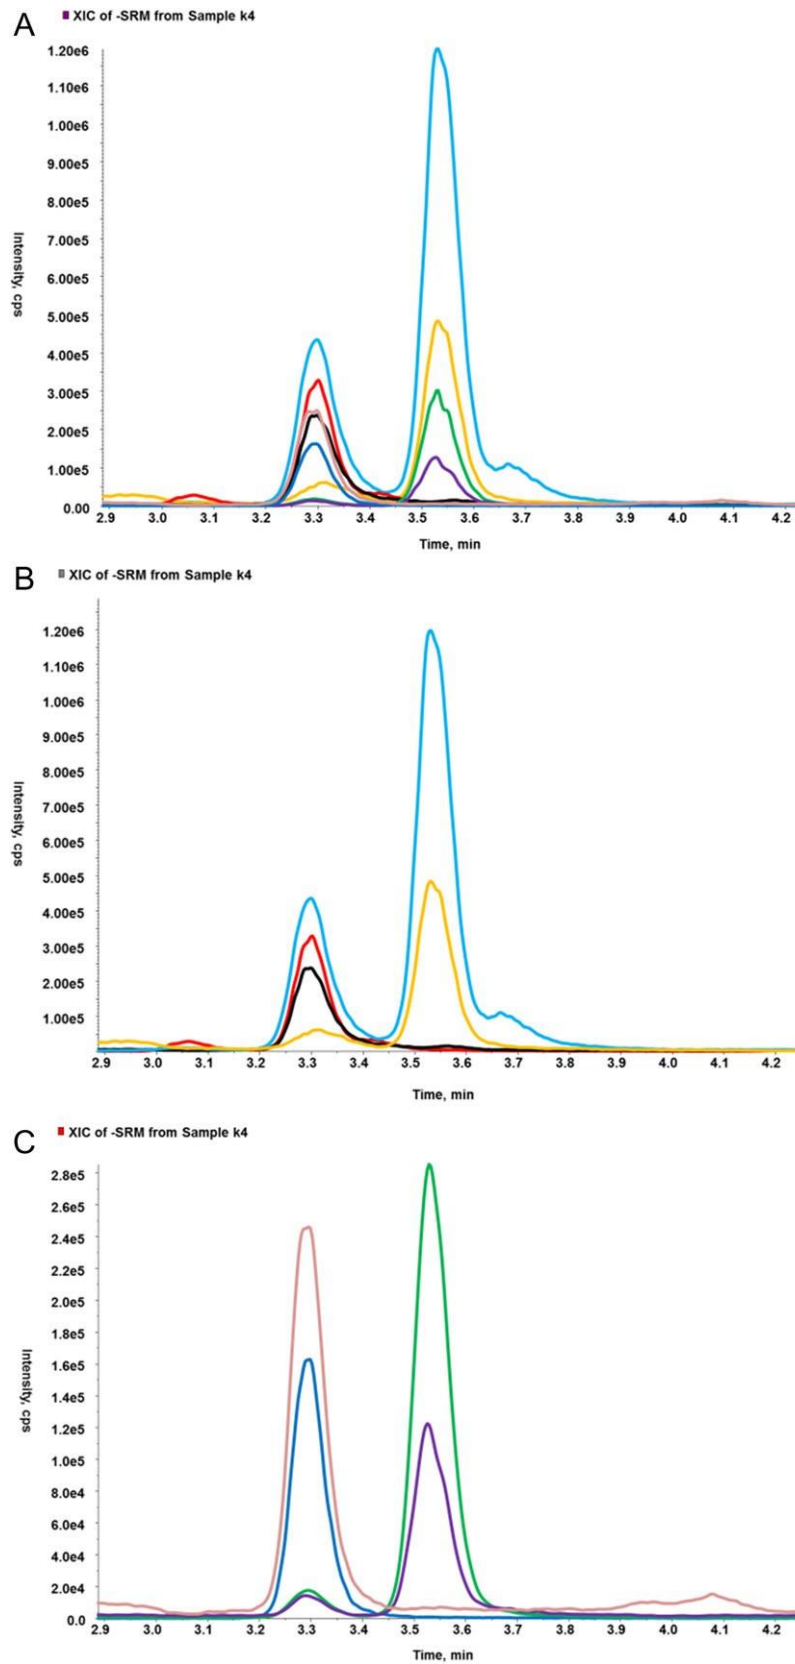 A
XIC of -SRM from Sample k4
1.20e6
1.10e6
1.00e6
9.00e5
8.00e5
7.00e5
6.00e5
5.00e5
4.00e5
3.00e5
2.00e5
1.00e5
0.00
Intensity, cps
2.9 3.0 3.1 3.2 3.3 3.4 3.5 3.6 3.7 3.8 3.9 4.0 4.1 4.2
Time, min
B
XIC of -SRM from Sample k4
1.20e6
1.10e6
1.00e6
9.00e5
8.00e5
7.00e5
6.00e5
5.00e5
4.00e5
3.00e5
2.00e5
1.00e5
Intensity, cps
2.9 3.0 3.1 3.2 3.3 3.4 3.5 3.6 3.7 3.8 3.9 4.0 4.1 4.2
Time, min
C
XIC of -SRM from Sample k4
2.8e5
2.6e5
2.4e5
2.2e5
2.0e5
1.8e5
1.6e5
1.4e5
1.2e5
1.0e5
8.0e4
6.0e4
4.0e4
2.0e4
0.0
Intensity, cps
2.9 3.0 3.1 3.2 3.3 3.4 3.5 3.6 3.7 3.8 3.9 4.0 4.1 4.2
Time, min